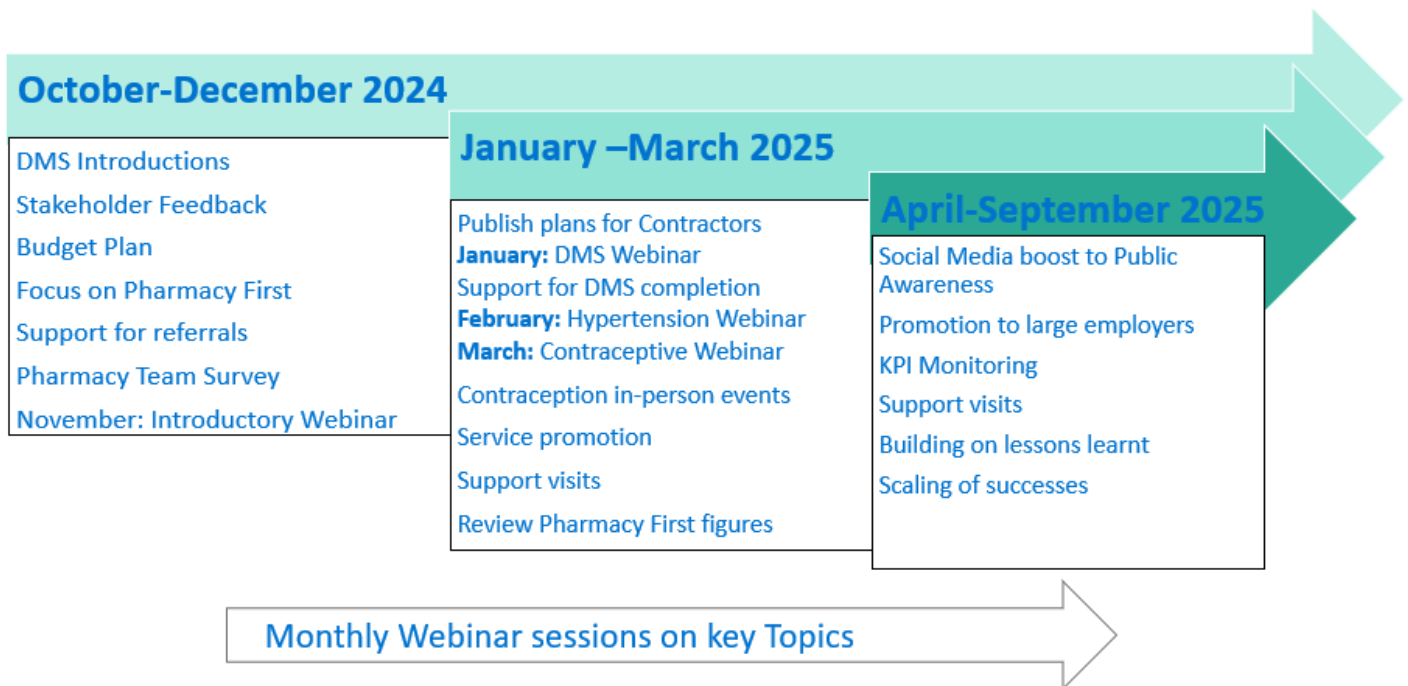 October-December 2024
DMS Introductions
Stakeholder Feedback
Budget Plan
Focus on Pharmacy First
Support for referrals
Pharmacy Team Survey
November: Introductory Webinar
January –March 2025
Publish plans for Contractors
January: DMS Webinar
Support for DMS completion
February: Hypertension Webinar
March: Contraceptive Webinar
Contraception in-person events
Service promotion
Support visits
Review Pharmacy First figures
April-September 2025
Social Media boost to Public
Awareness
Promotion to large employers
KPI Monitoring
Support visits
Building on lessons learnt
Scaling of successes
Monthly Webinar sessions on key Topics